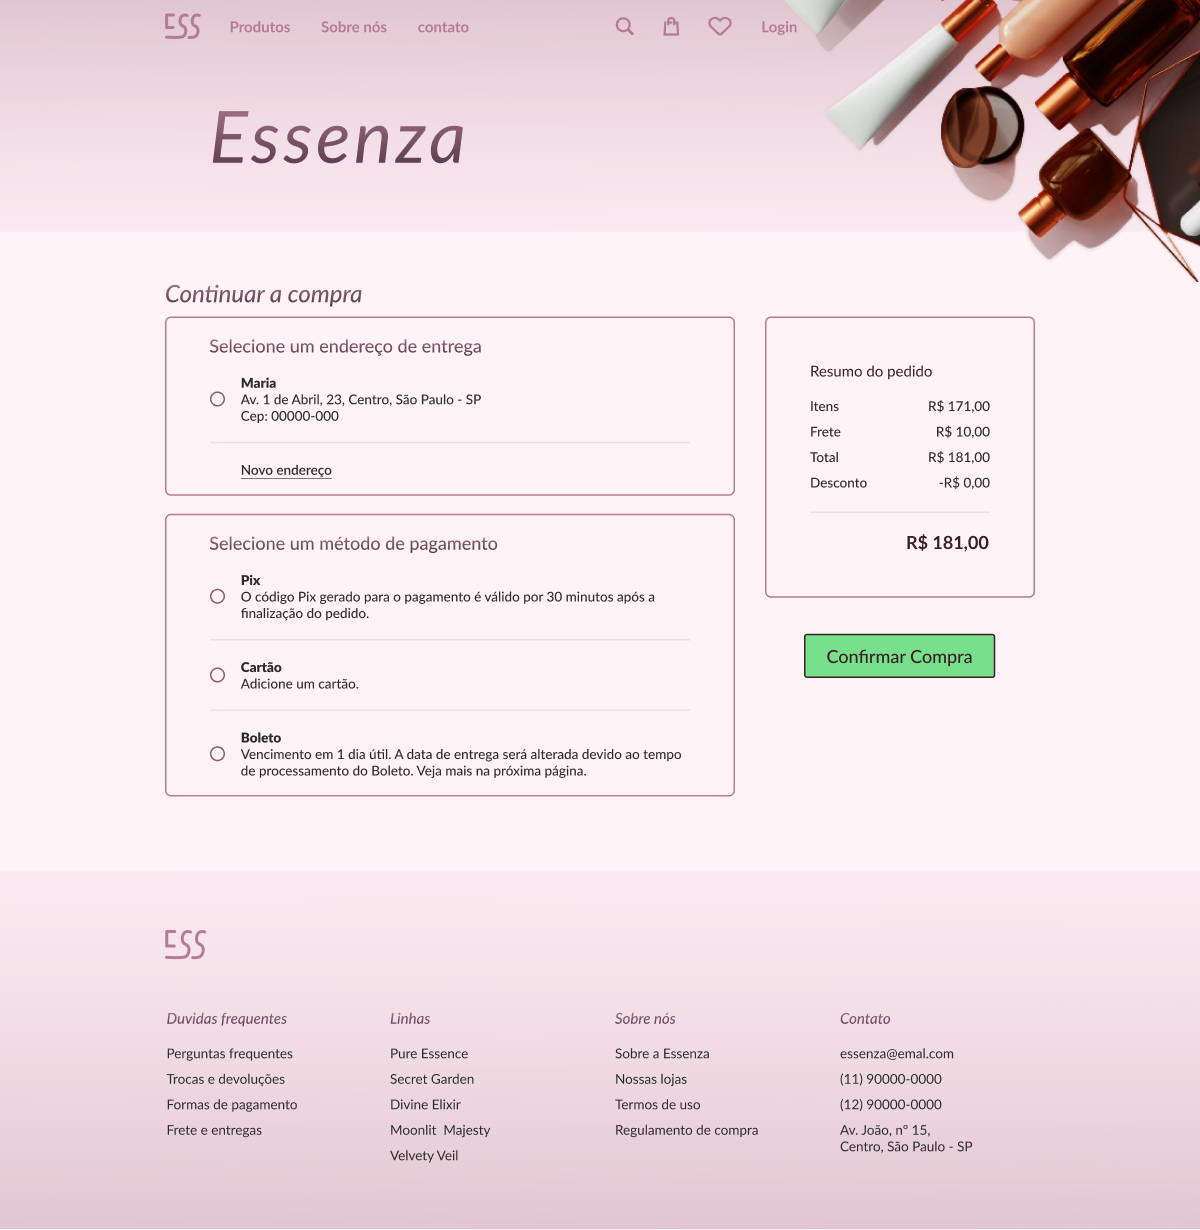 ESS
Produtos
Sobre nós
contato
Login
Essenza
Continuar a compra
Selecione um endereço de entrega
Maria
Av. 1 de Abril, 23, Centro, São Paulo - SP
Cep: 00000-000
Novo endereço
Selecione um método de pagamento
Pix
O código Pix gerado para o pagamento é válido por 30 minutos após a
finalização do pedido.
Cartão
Adicione um cartão.
Boleto
Vencimento em 1 dia útil. A data de entrega será alterada devido ao tempo
de processamento do Boleto. Veja mais na próxima página.
Resumo do pedido
Itens R$ 171,00
Frete R$ 10,00
Total R$ 181,00
Desconto -R$ 0,00
R$ 181,00
Confirmar Compra
ESS
Duvidas frequentes
Perguntas frequentes
Trocas e devoluções
Formas de pagamento
Frete e entregas
Linhas
Pure Essence
Secret Garden
Divine Elixir
Moonlit  Majesty
Velvety Veil
Sobre nós
Sobre a Essenza
Nossas lojas
Termos de uso
Regulamento de compra
Contato
essenza@emal.com
(11) 90000-0000
(12) 90000-0000
Av. João, n° 15,
Centro, São Paulo - SP